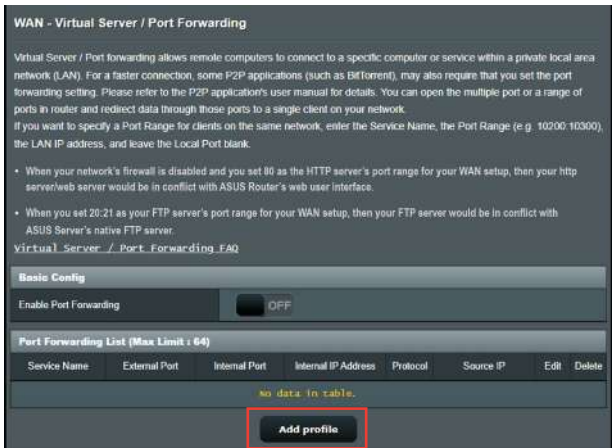 WAN - Virtual Server / Port Forwarding
Virtual Server / Port forwarding allows remote computers to connect to a specific computer or service within a private local area
network (LAN). For a faster connection, some P2P applications (such as BitTorrent), may also require that you set the port
forwarding setting. Please refer to the P2P application's user manual for details. You can open the multiple port or a range of
ports in router and redirect data through those ports to a single client on your network.
If you want to specify a Port Range for clients on the same network, enter the Service Name, the Port Range (e.g. 10200:10300),
the LAN IP address, and leave the Local Port blank.
• When your network's firewall is disabled and you set 80 as the HTTP server's port range for your WAN setup, then your http
server/web server would be in conflict with ASUS Router's web user interface.
• When you set 20:21 as your FTP server's port range for your WAN setup, then your FTP server would be in conflict with
ASUS Server's native FTP server.
Virtual Server / Port Forwarding FAQ
Basic Config
Enable Port Forwarding OFF
Port Forwarding List (Max Limit : 64)
Service Name External Port Internal Port Internal IP Address Protocol Source IP Edit Delete
No data in table.
Add profile